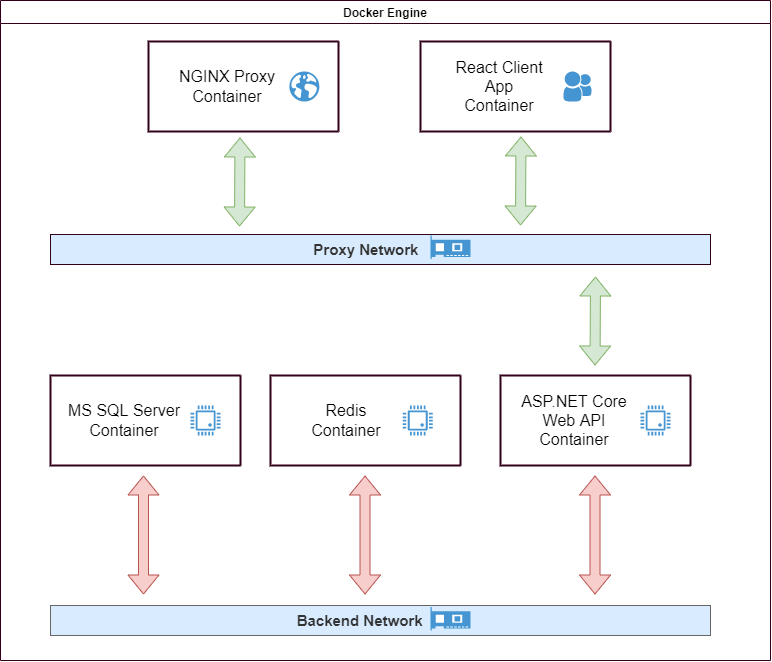 Docker Engine
NGINX Proxy
Container
React Client
App
Container
Proxy Network
MS SQL Server
Container
Redis
Container
ASP.NET Core
Web API
Container
Backend Network